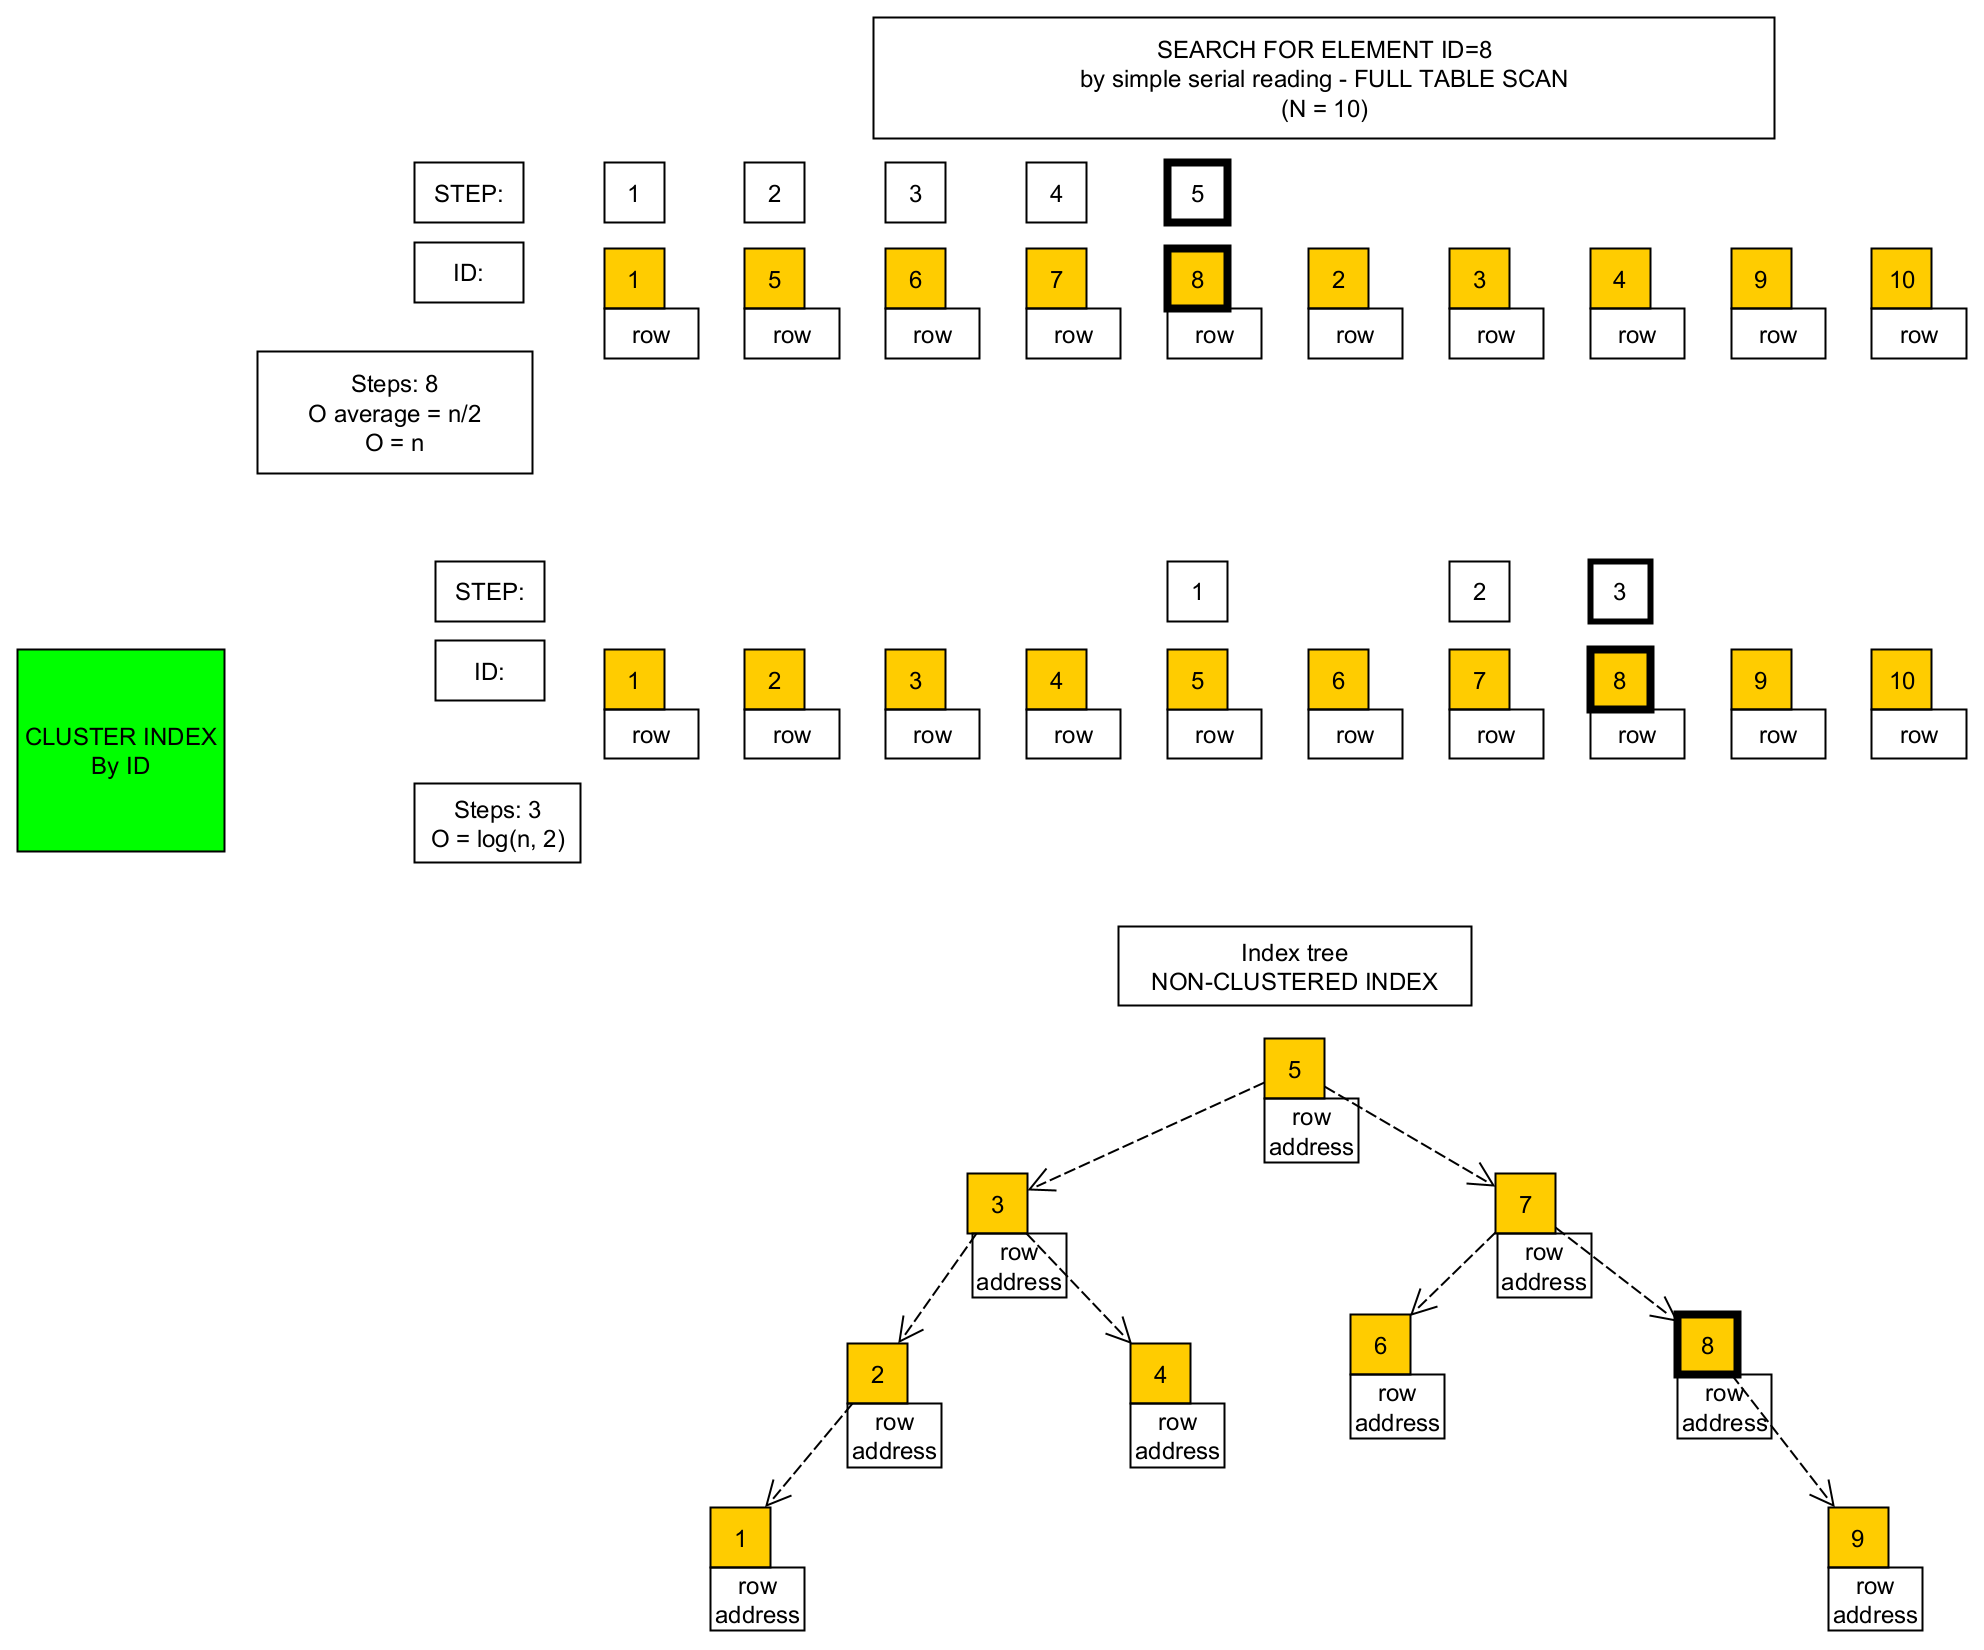 SEARCH FOR ELEMENT ID=8
by simple serial reading - FULL TABLE SCAN
(N = 10)
STEP: 1 2 3 4 5
ID: 1 5 6 7 8 2 3 4 9 10
row row row row row row row row row row
Steps: 8
O average = n/2
O = n
STEP: 1 2 3
ID: 1 2 3 4 5 6 7 8 9 10
row row row row row row row row row row
CLUSTER INDEX
By ID
Steps: 3
O = log(n, 2)
Index tree
NON-CLUSTERED INDEX
5
row
address
3
row
address
7
row
address
2
row
address
4
row
address
6
row
address
8
row
address
1
row
address
9
row
address